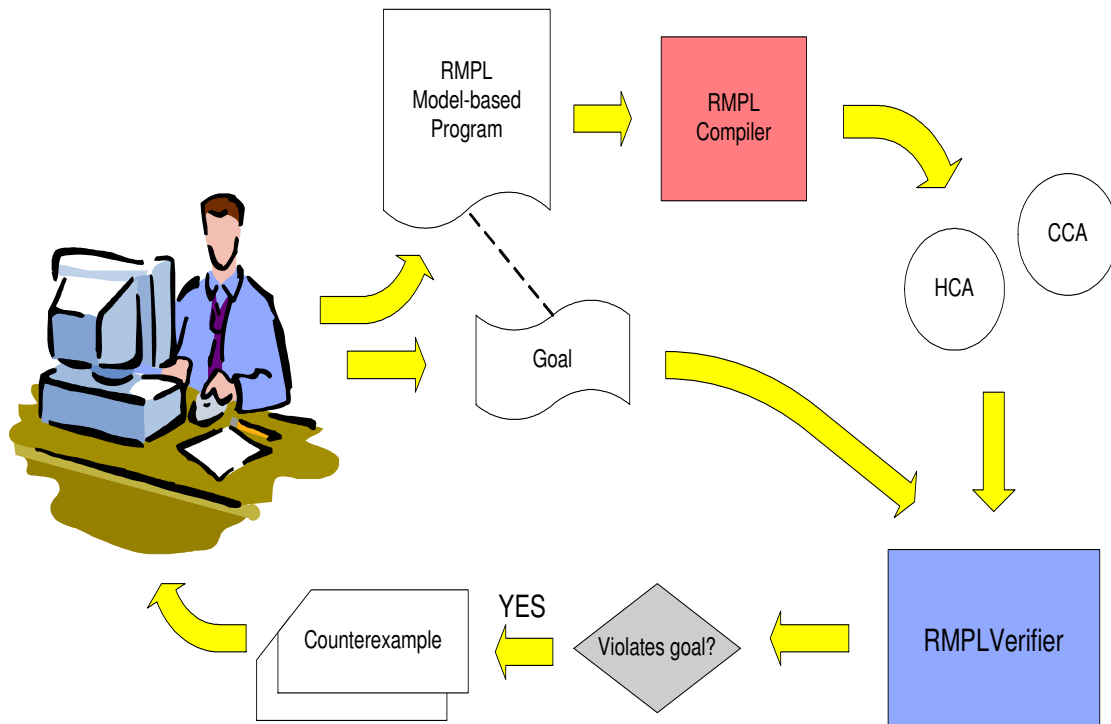 RMPL
Model-based
Program
RMPL
Compiler
CCA
HCA
Goal
YES
Counterexample
Violates goal?
RMPLVerifier